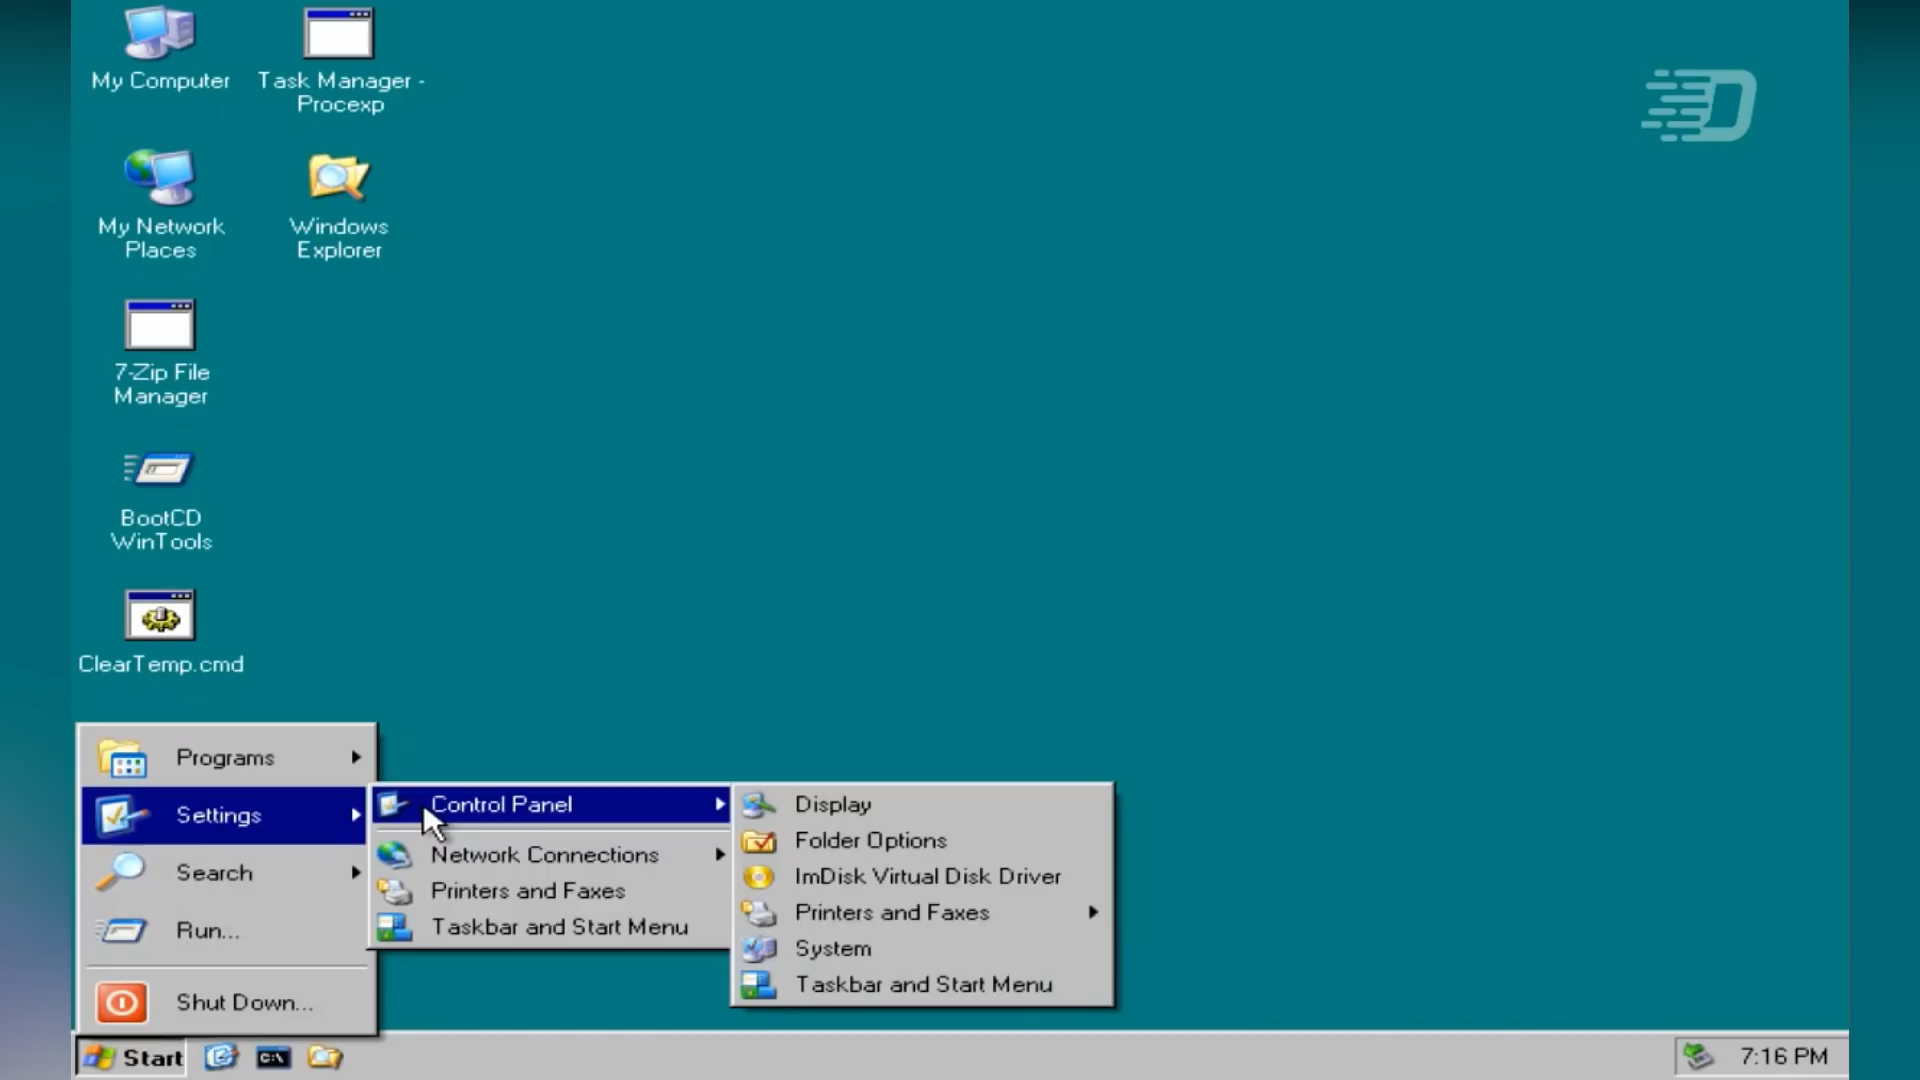 My Computer
Task Manager -
Procexp
My Network
Places
Windows
Explorer
7-Zip File
Manager
BootCD
WinTools
ClearTemp.cmd
Programs
Settings
Search
Run...
Shut Down...
Control Panel
Network Connections
Printers and Faxes
Taskbar and Start Menu
Display
Folder Options
ImDisk Virtual Disk Driver
Printers and Faxes
System
Taskbar and Start Menu
Start
C:\
7:16 PM
D